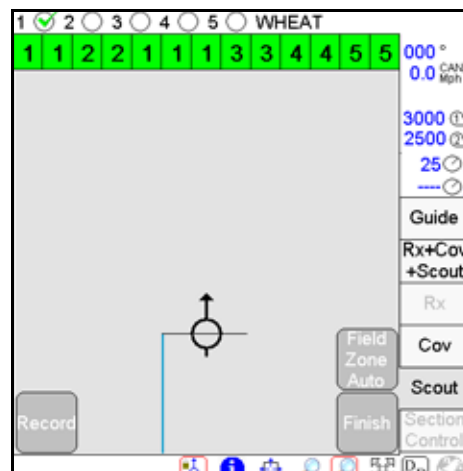 1 2 3 4 5 WHEAT
1 1 2 2 1 1 1 3 3 4 4 5 5
000 °
0.0 CAN Mph
3000 ①
2500 ②
25
----
Guide
Rx+Cov
+Scout
Rx
Cov
Scout
Section
Control
Field
Zone
Auto
Record
Finish